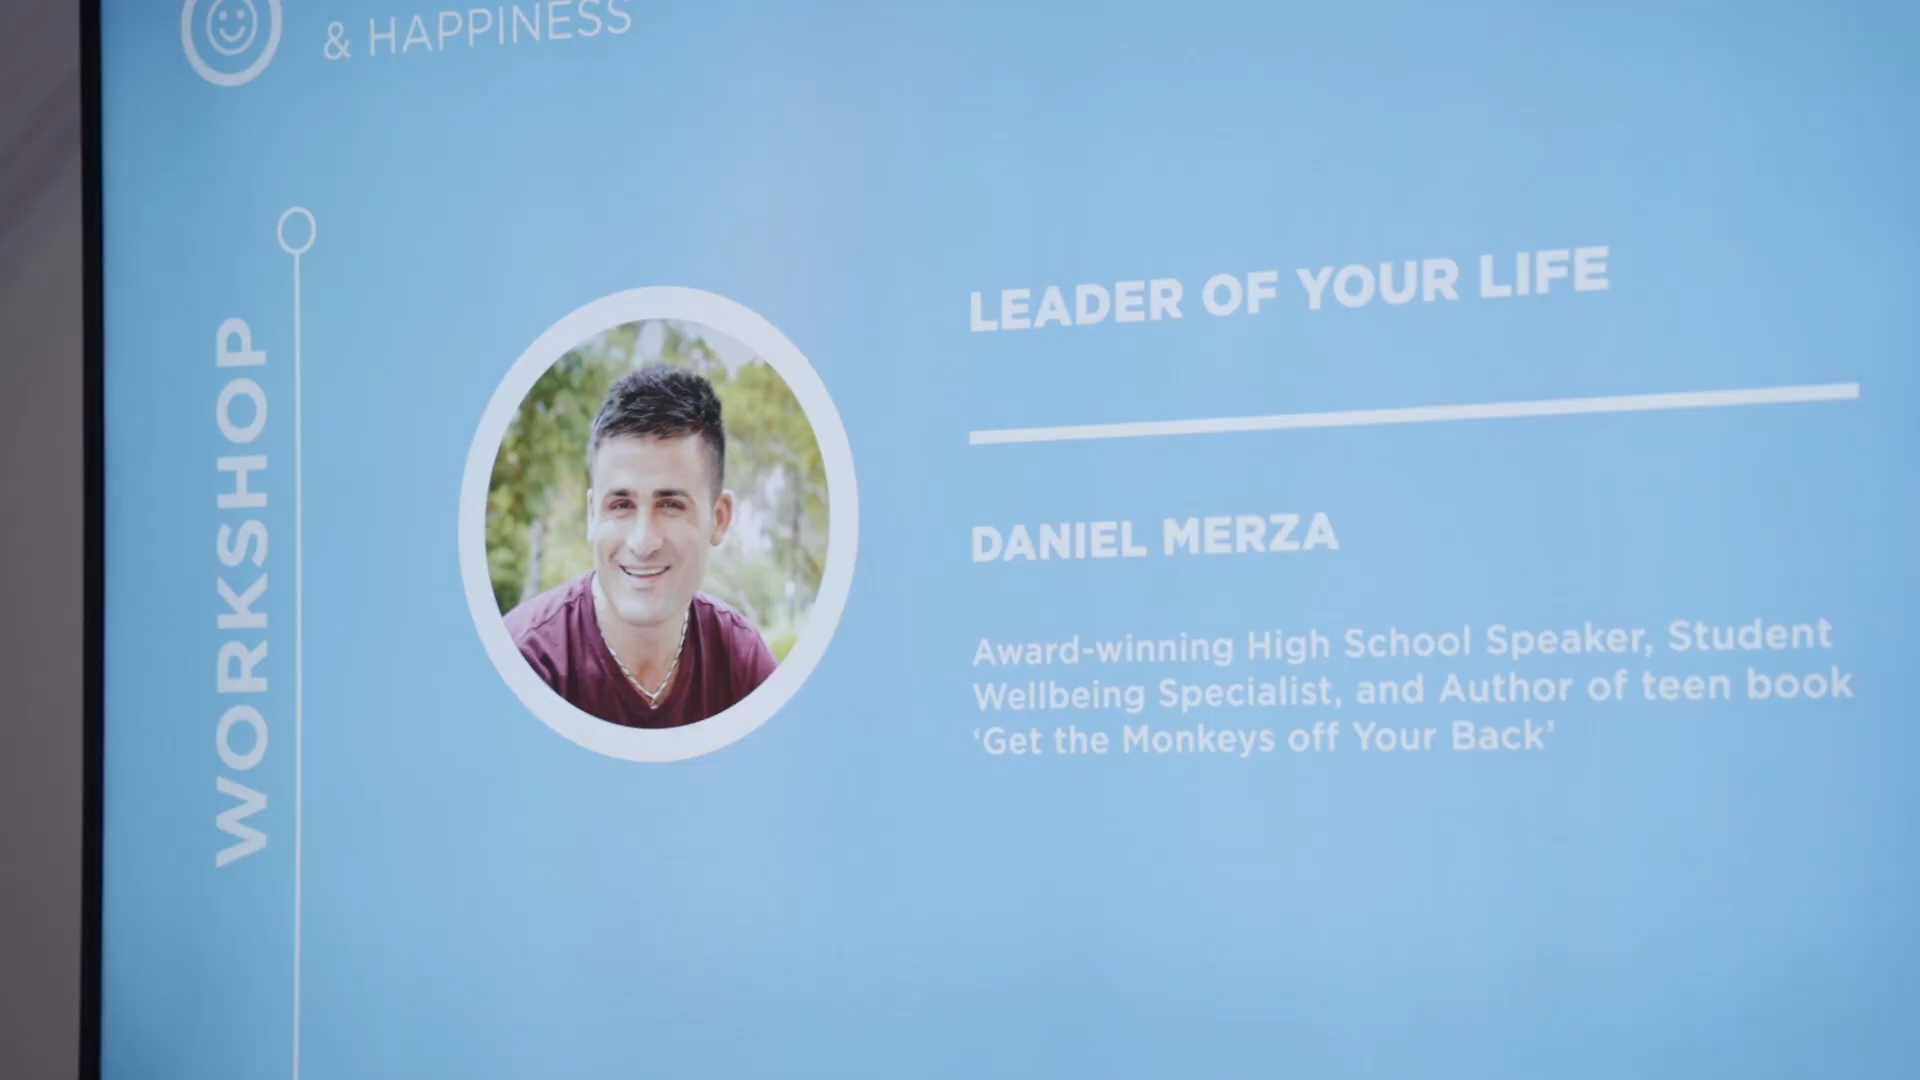 & HAPPINESS
WORKSHOP
LEADER OF YOUR LIFE
DANIEL MERZA
Award-winning High School Speaker, Student
Wellbeing Specialist, and Author of teen book
‘Get the Monkeys off Your Back’